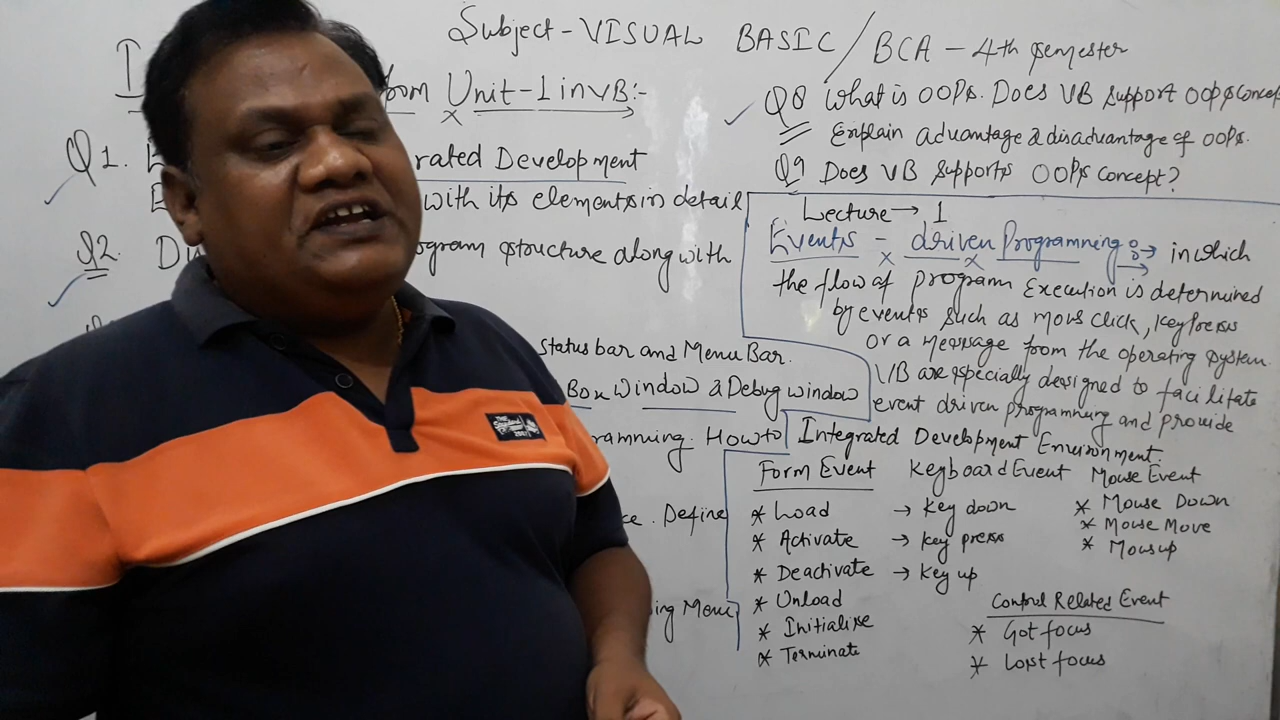 Subject - VISUAL BASIC / BCA - 4th semester
I
from Unit-1 in VB:-
Q1.
rated Development
with its elements in detail
Q2.
ogram structure along with
status bar and Menu Bar.
Box window & Debug window
ramming. How to
ce. Define
ing Menu
Q8 What is OOPs. Does VB support OOPs concep
Explain advantage & disadvantage of OOPs.
Q9 Does VB supports OOPs concept?
Lecture → 1
Events - driven Programming :→ in which
the flow of program execution is determined
by events such as mous click, key press
or a message from the operating system.
VB are especially designed to facilitate
event driven programming and provide
Integrated Development Environment.
Form Event
* Load
* Activate
* Deactivate
* Unload
* Initialise
* Terminate
Keyboard Event
→ Key down
→ key press
→ key up
Mouse Event
* Mouse Down
* Mouse Move
* Mousup
Control Related Event
* Got focus
* Lost focus